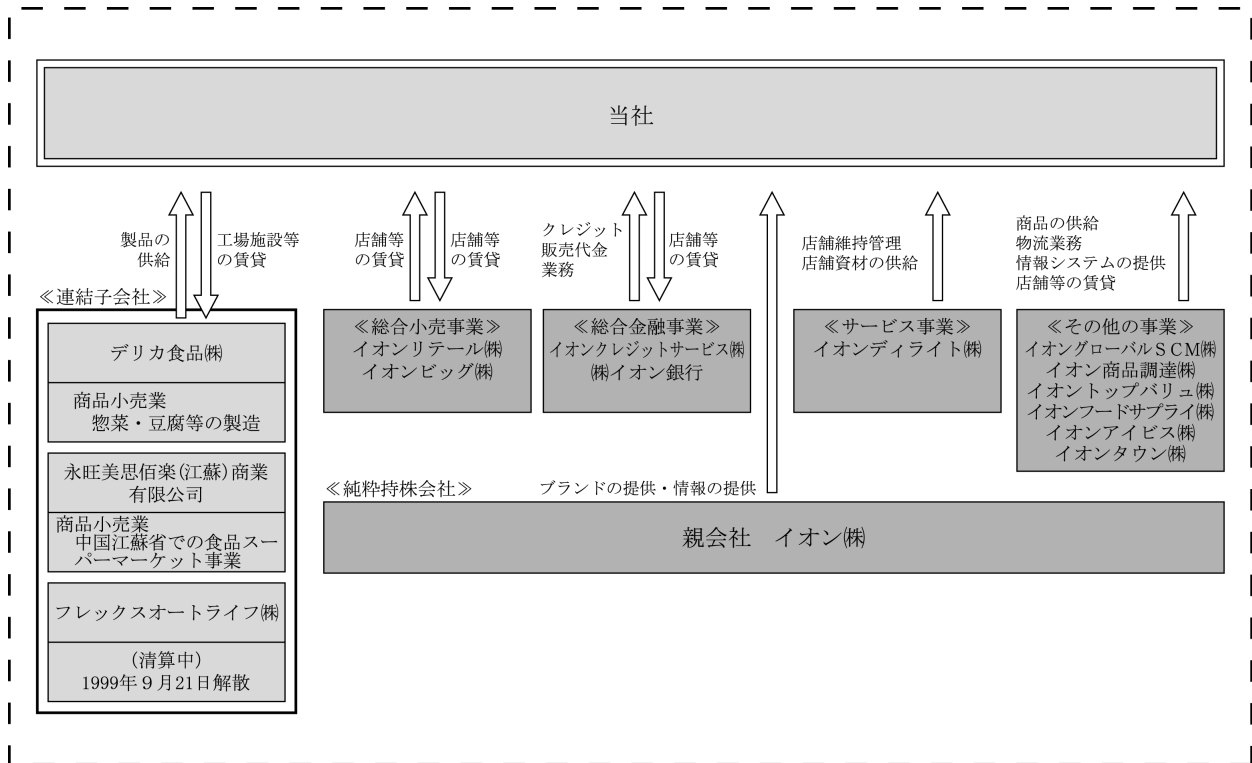 当社
製品の
供給
工場施設等
の賃貸
店舗等
の賃貸
店舗等
の賃貸
クレジット
販売代金
業務
店舗等
の賃貸
店舗維持管理
店舗資材の供給
商品の供給
物流業務
情報システムの提供
店舗等の賃貸
≪連結子会社≫
デリカ食品㈱
商品小売業
惣菜・豆腐等の製造
永旺美思佰楽(江蘇)商業
有限公司
商品小売業
中国江蘇省での食品スー
パーマーケット事業
フレックスオートライフ㈱
(清算中)
1999年９月21日解散
≪総合小売事業≫
イオンリテール㈱
イオンビッグ㈱
≪総合金融事業≫
イオンクレジットサービス㈱
㈱イオン銀行
≪サービス事業≫
イオンディライト㈱
≪その他の事業≫
イオングローバルＳＣＭ㈱
イオン商品調達㈱
イオントップバリュ㈱
イオンフードサプライ㈱
イオンアイビス㈱
イオンタウン㈱
≪純粋持株会社≫
ブランドの提供・情報の提供
親会社　イオン㈱